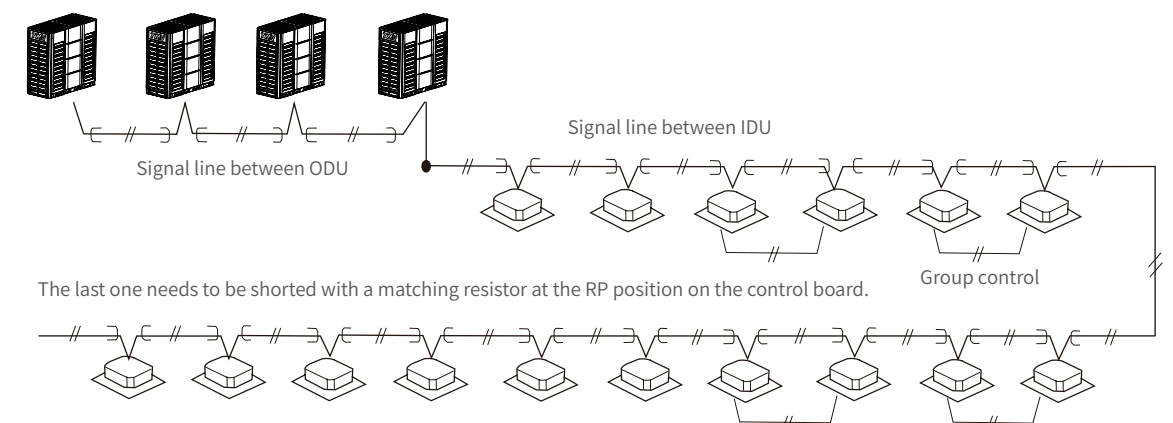 Signal line between IDU
Signal line between ODU
Group control
The last one needs to be shorted with a matching resistor at the RP position on the control board.